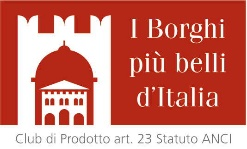 I Borghi
più belli
d'Italia
Club di Prodotto art. 23 Statuto ANCI